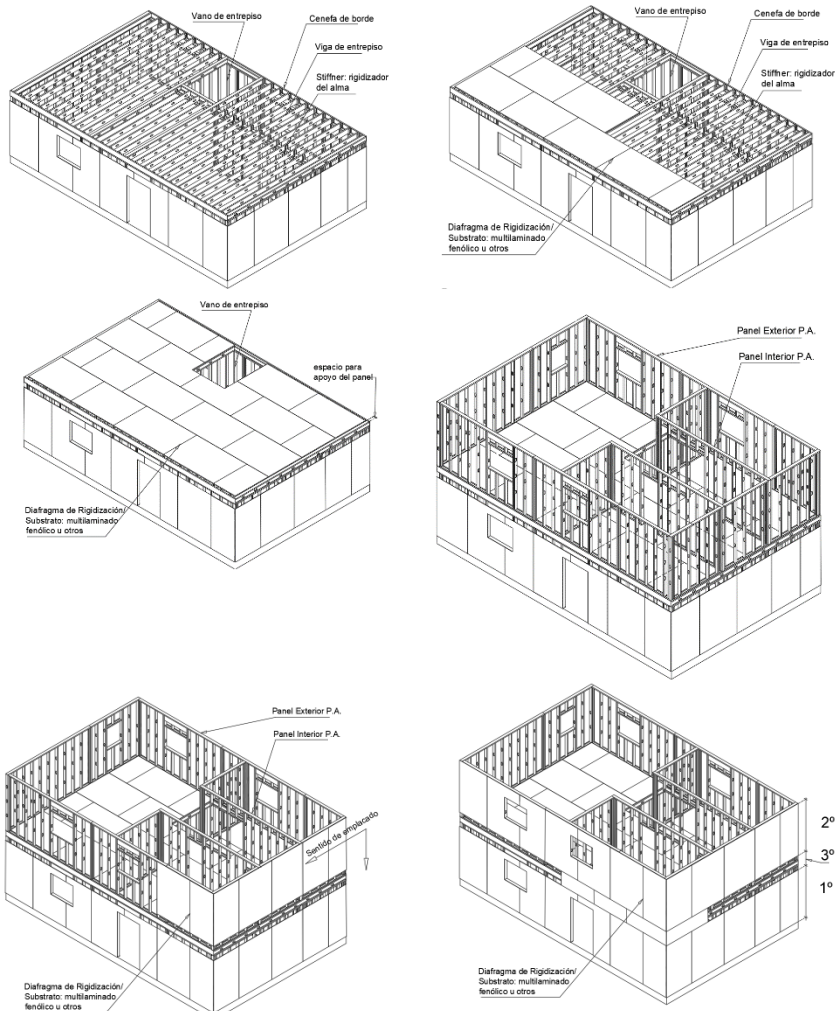 Vano de entrepiso
Cenefa de borde
Viga de entrepiso
Stiffner: rigidizador
del alma
Vano de entrepiso
Cenefa de borde
Viga de entrepiso
Stiffner: rigidizador
del alma
Diafragma de Rigidización/
Substrato: multilaminado
fenólico u otros
Vano de entrepiso
espacio para
apoyo del panel
Diafragma de Rigidización/
Substrato: multilaminado
fenólico u otros
Panel Exterior P.A.
Panel Interior P.A.
Panel Exterior P.A.
Panel Interior P.A.
Sentido de emplacado
Diafragma de Rigidización/
Substrato: multilaminado
fenólico u otros
2º
3º
1º
Diafragma de Rigidización/
Substrato: multilaminado
fenólico u otros